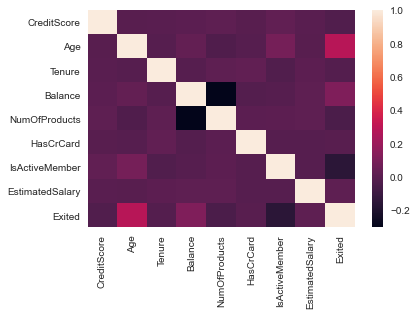 CreditScore
Age
Tenure
Balance
NumOfProducts
HasCrCard
IsActiveMember
EstimatedSalary
Exited
CreditScore
Age
Tenure
Balance
NumOfProducts
HasCrCard
IsActiveMember
EstimatedSalary
Exited
1.0
0.8
0.6
0.4
0.2
0.0
−0.2